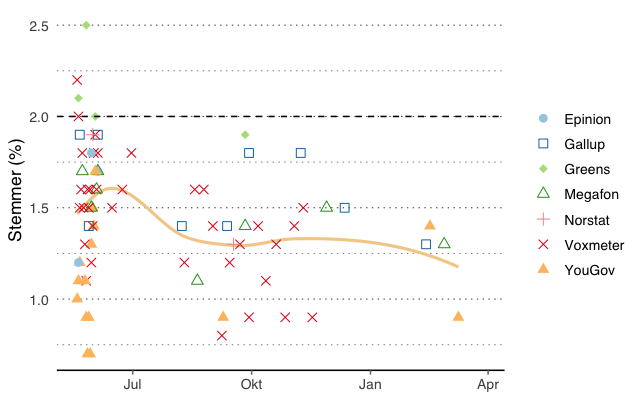 2.5
2.0
1.5
1.0
Stemmer (%)
Jul
Okt
Jan
Apr
Epinion
Gallup
Greens
Megafon
Norstat
Voxmeter
YouGov